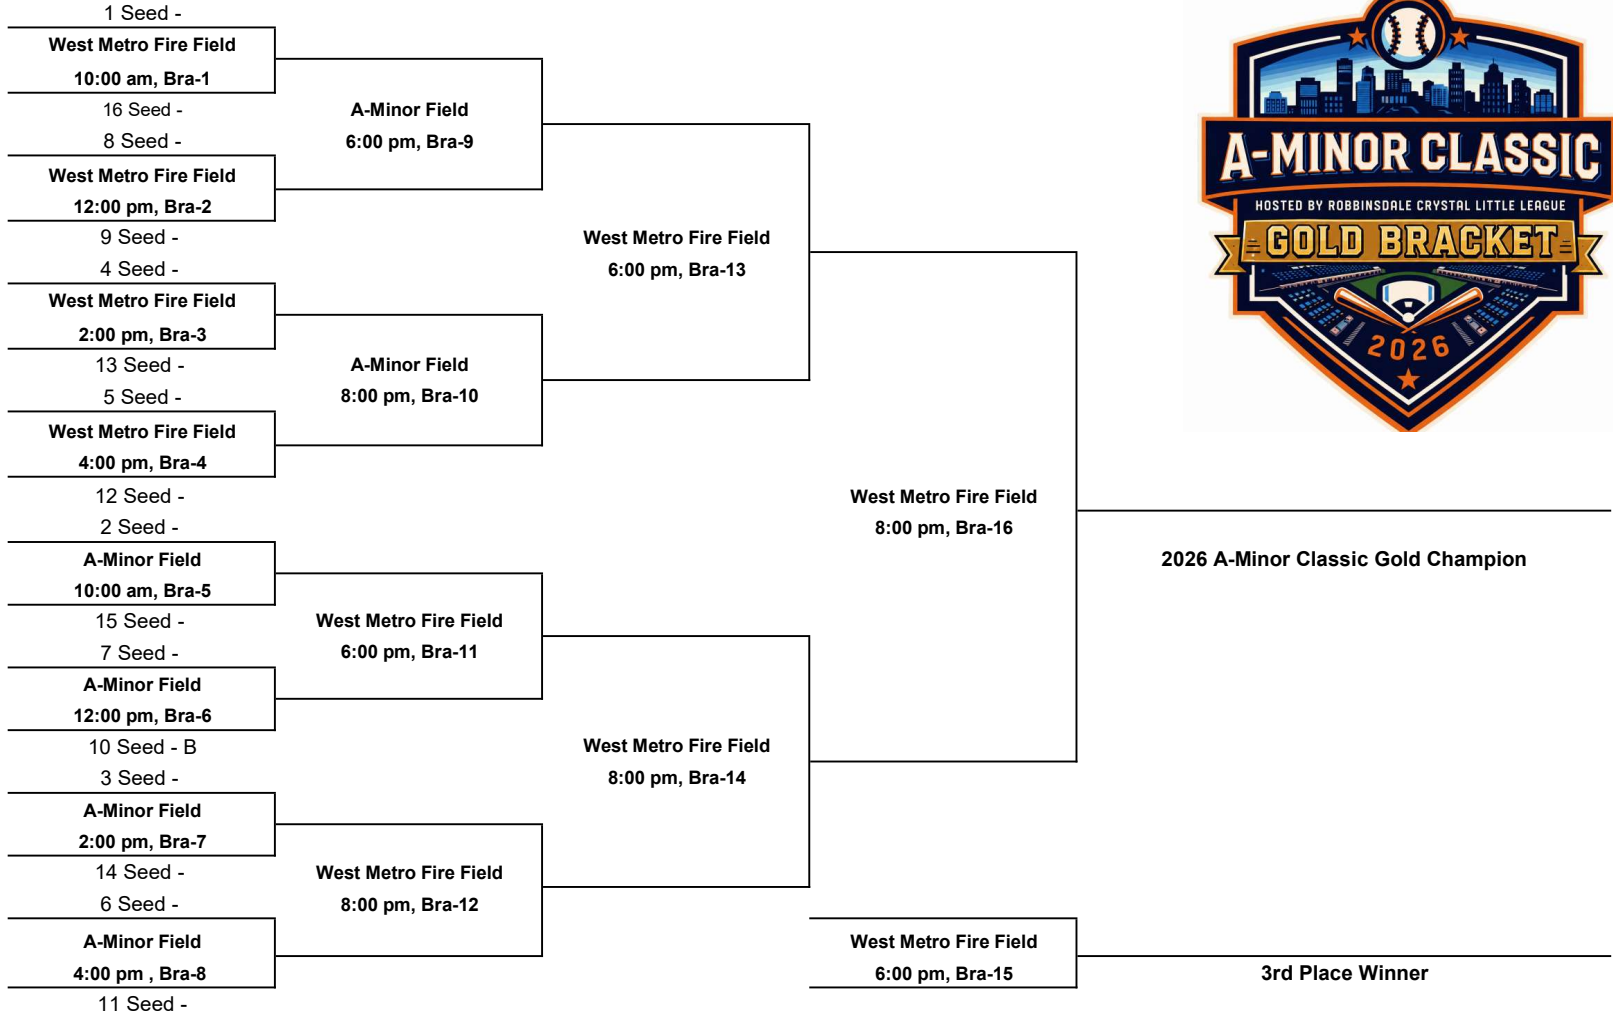 1 Seed -
West Metro Fire Field
10:00 am, Bra-1
16 Seed -
8 Seed -
West Metro Fire Field
12:00 pm, Bra-2
9 Seed -
4 Seed -
West Metro Fire Field
2:00 pm, Bra-3
13 Seed -
5 Seed -
West Metro Fire Field
4:00 pm, Bra-4
12 Seed -
2 Seed -
A-Minor Field
10:00 am, Bra-5
15 Seed -
7 Seed -
A-Minor Field
12:00 pm, Bra-6
10 Seed - B
3 Seed -
A-Minor Field
2:00 pm, Bra-7
14 Seed -
6 Seed -
A-Minor Field
4:00 pm , Bra-8
11 Seed -
A-Minor Field
6:00 pm, Bra-9
A-Minor Field
8:00 pm, Bra-10
West Metro Fire Field
6:00 pm, Bra-11
West Metro Fire Field
8:00 pm, Bra-12
West Metro Fire Field
6:00 pm, Bra-13
West Metro Fire Field
8:00 pm, Bra-14
West Metro Fire Field
8:00 pm, Bra-16
West Metro Fire Field
6:00 pm, Bra-15
A-MINOR CLASSIC
HOSTED BY ROBBINSDALE CRYSTAL LITTLE LEAGUE
GOLD BRACKET
2026
2026 A-Minor Classic Gold Champion
3rd Place Winner